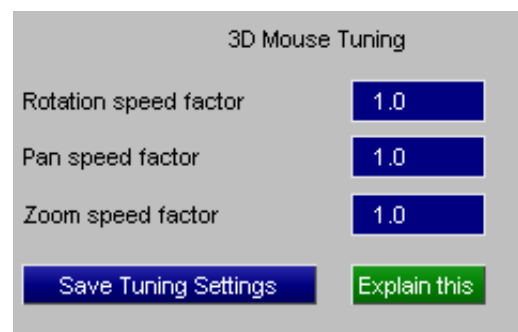 3D Mouse Tuning
Rotation speed factor 1.0
Pan speed factor 1.0
Zoom speed factor 1.0
Save Tuning Settings Explain this